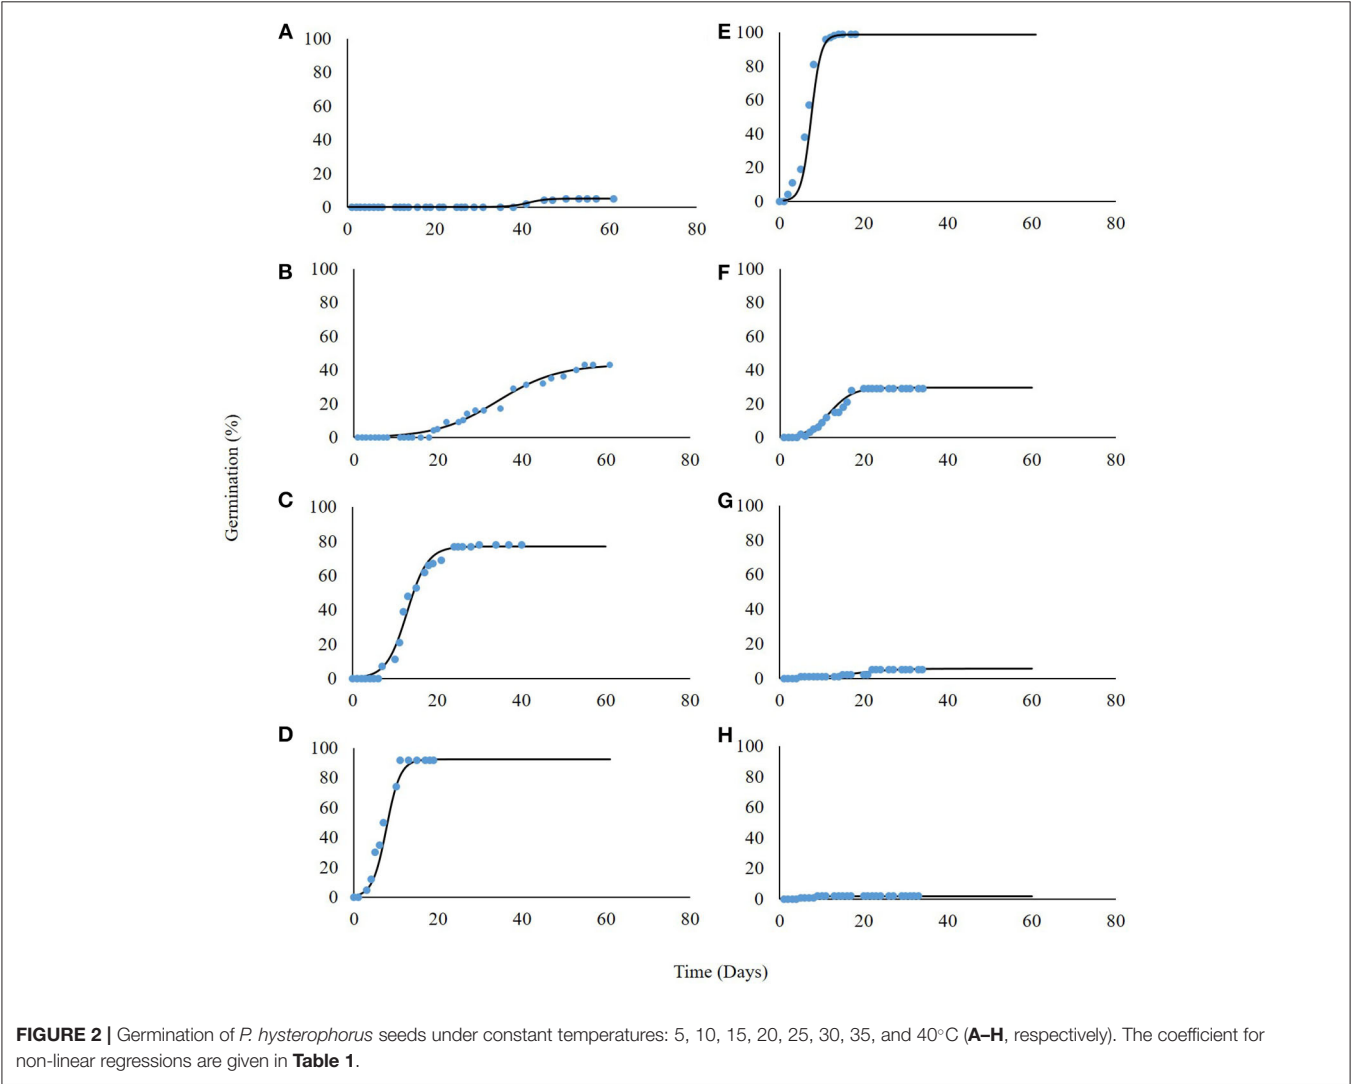 A
100
80
60
40
20
0
0 20 40 60 80
B
100
80
60
40
20
0
0 20 40 60 80
C
100
80
60
40
20
0
0 20 40 60 80
D
100
80
60
40
20
0
0 20 40 60 80
E
100
80
60
40
20
0
0 20 40 60 80
F
100
80
60
40
20
0
0 20 40 60 80
G
100
80
60
40
20
0
0 20 40 60 80
H
100
80
60
40
20
0
0 20 40 60 80
Germination (%)
Time (Days)
FIGURE 2 | Germination of P. hysterophorus seeds under constant temperatures: 5, 10, 15, 20, 25, 30, 35, and 40°C (A–H, respectively). The coefficient for
non-linear regressions are given in Table 1.